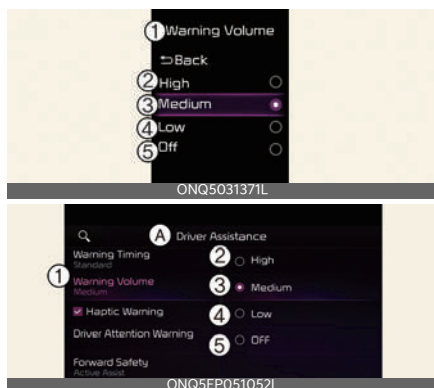 ① Warning Volume
Back
② High
③ Medium
④ Low
⑤ Off
ONQ5031371L
Ⓐ Driver Assistance
Warning Timing
Standard
② High
① Warning Volume
Medium
③ Medium
Haptic Warning
④ Low
Driver Attention Warning
⑤ OFF
Forward Safety
Active Assist
ONQ5EP051052L